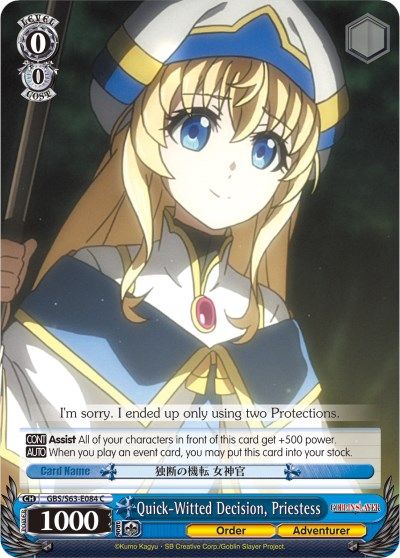 LEVEL
0
0
COST
I'm sorry. I ended up only using two Protections.
CONT Assist All of your characters in front of this card get +500 power.
AUTO When you play an event card, you may put this card into your stock.
Card Name 独断の機転 女神官
CH GBS/S63-E084 C
Quick-Witted Decision, Priestess
GOBLIN SLAYER
POWER 1000
Order Adventurer
©Kumo Kagyu・SB Creative Corp./Goblin Slayer Project.